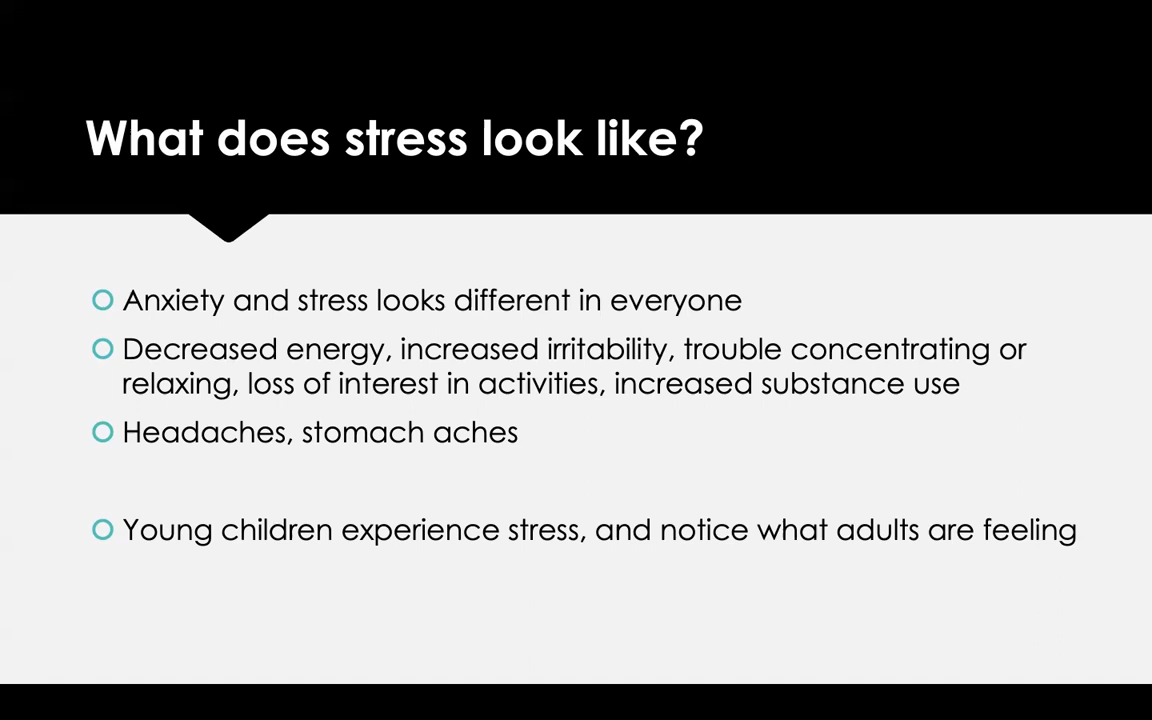 What does stress look like?
Anxiety and stress looks different in everyone
Decreased energy, increased irritability, trouble concentrating or
relaxing, loss of interest in activities, increased substance use
Headaches, stomach aches
Young children experience stress, and notice what adults are feeling